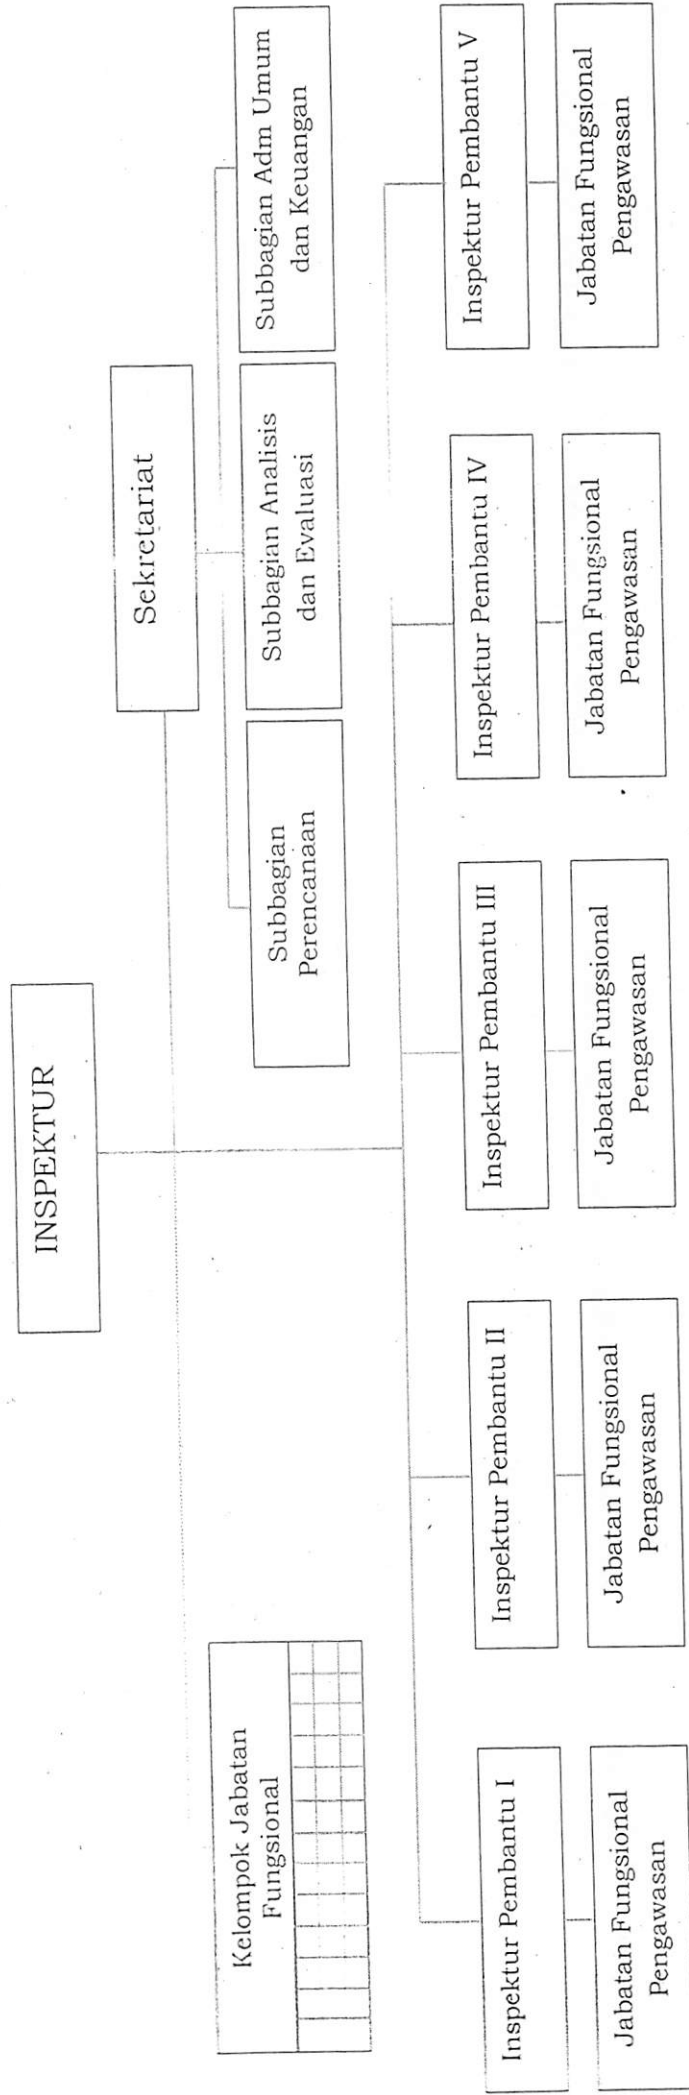 INSPEKTUR
Sekretariat
Kelompok Jabatan
Fungsional
Subbagian
Perencanaan
Subbagian Analisis
dan Evaluasi
Subbagian Adm Umum
dan Keuangan
Inspektur Pembantu I
Inspektur Pembantu II
Inspektur Pembantu III
Inspektur Pembantu IV
Inspektur Pembantu V
Jabatan Fungsional
Pengawasan
Jabatan Fungsional
Pengawasan
Jabatan Fungsional
Pengawasan
Jabatan Fungsional
Pengawasan
Jabatan Fungsional
Pengawasan